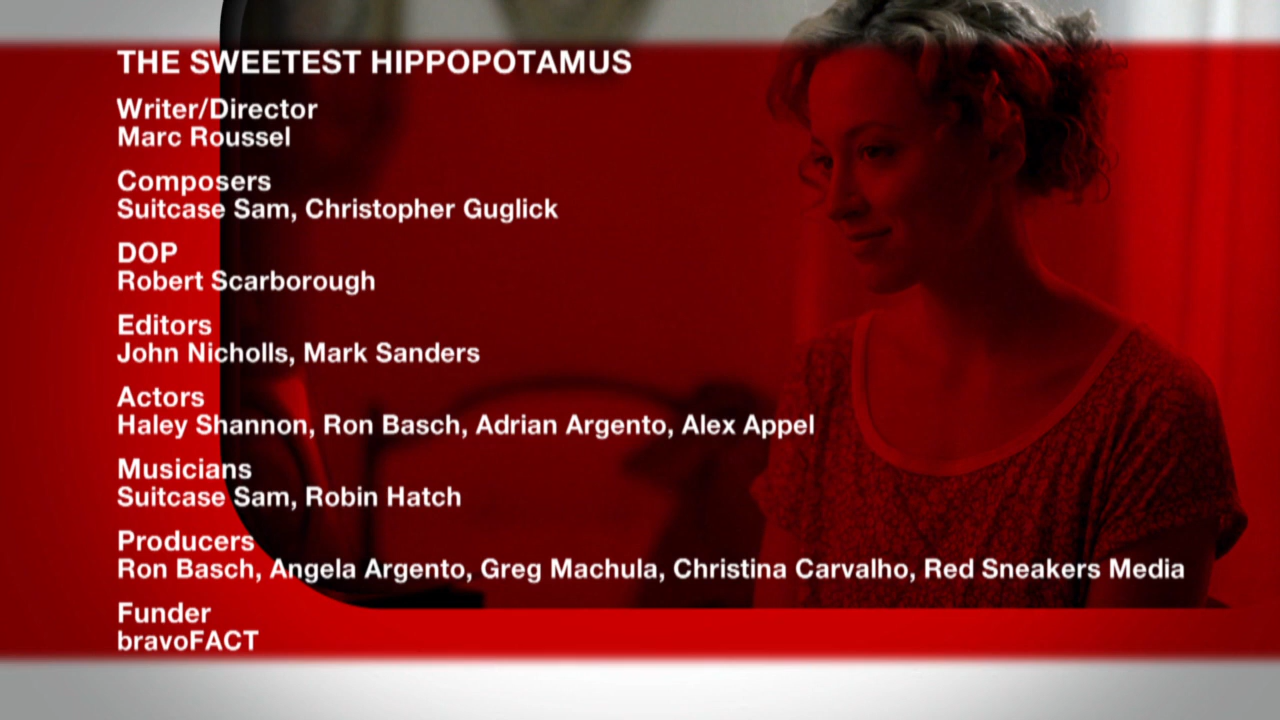 THE SWEETEST HIPPOPOTAMUS
Writer/Director
Marc Roussel
Composers
Suitcase Sam, Christopher Guglick
DOP
Robert Scarborough
Editors
John Nicholls, Mark Sanders
Actors
Haley Shannon, Ron Basch, Adrian Argento, Alex Appel
Musicians
Suitcase Sam, Robin Hatch
Producers
Ron Basch, Angela Argento, Greg Machula, Christina Carvalho, Red Sneakers Media
Funder
bravoFACT